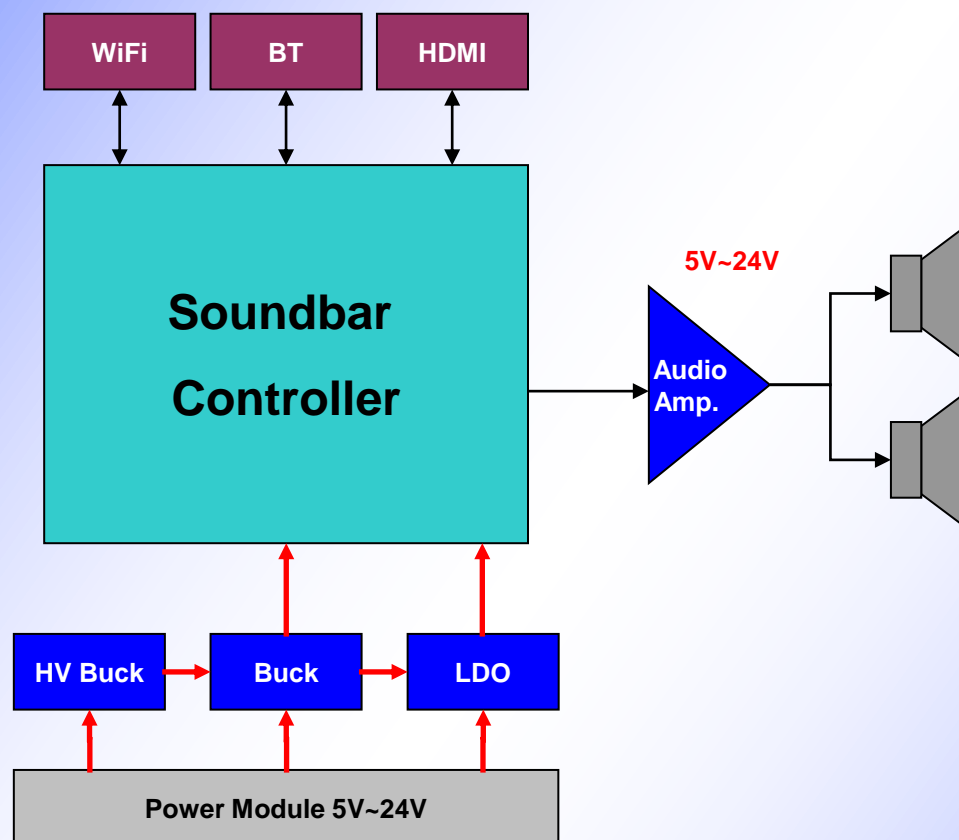 WiFi
BT
HDMI
Soundbar
Controller
5V~24V
Audio
Amp.
HV Buck
Buck
LDO
Power Module 5V~24V